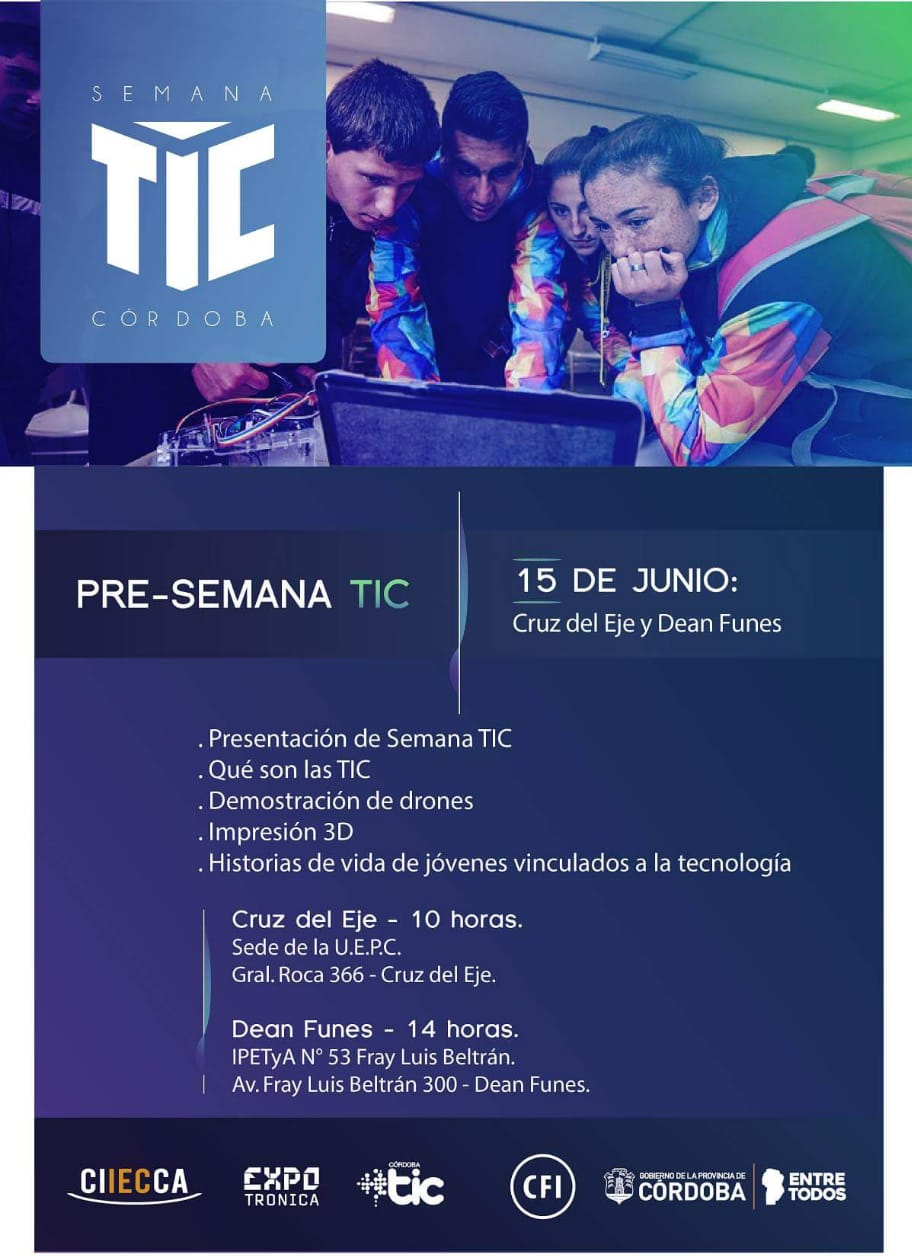 SEMANA
TIC
CÓRDOBA
PRE-SEMANA TIC
15 DE JUNIO:
Cruz del Eje y Dean Funes
. Presentación de Semana TIC
. Qué son las TIC
. Demostración de drones
. Impresión 3D
. Historias de vida de jóvenes vinculados a la tecnología
Cruz del Eje - 10 horas.
Sede de la U.E.P.C.
Gral. Roca 366 - Cruz del Eje.
Dean Funes - 14 horas.
IPETyA N° 53 Fray Luis Beltrán.
Av. Fray Luis Beltrán 300 - Dean Funes.
CIIECCA
EXPO
TRONICA
CÓRDOBA
tic
CFI
GOBIERNO DE LA PROVINCIA DE
CÓRDOBA
ENTRE
TODOS